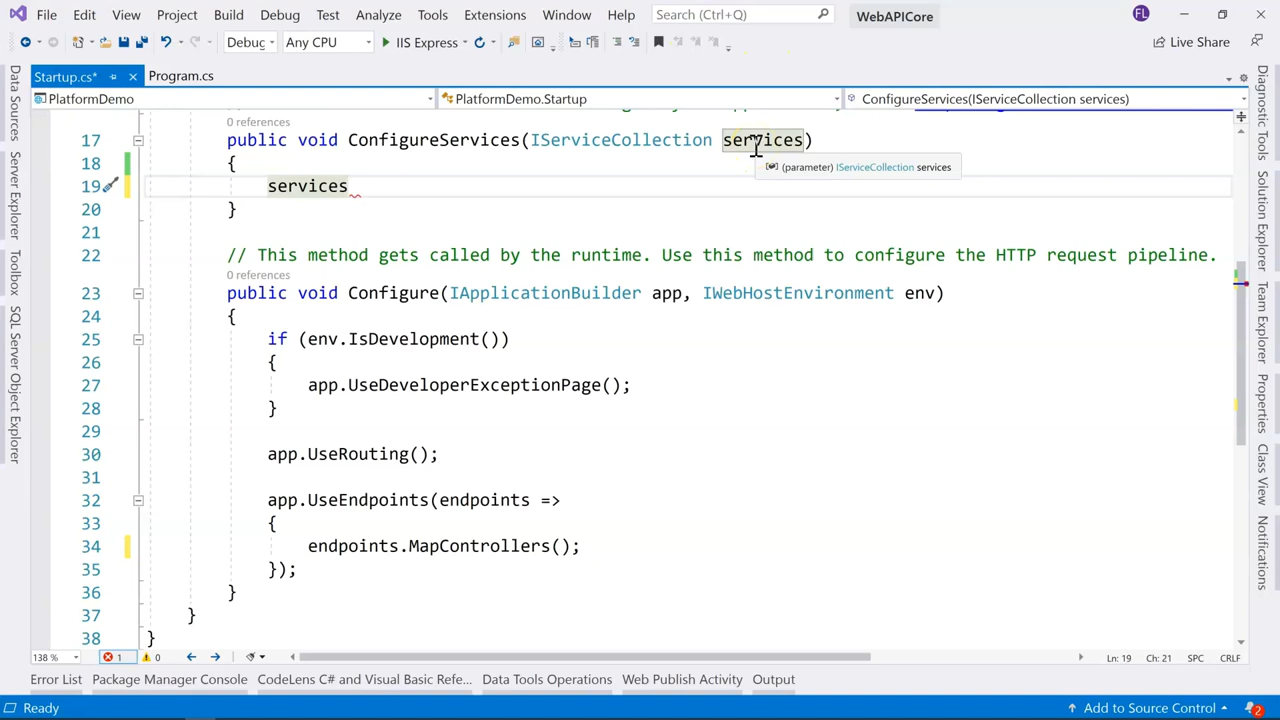 File Edit View Project Build Debug Test Analyze Tools Extensions Window Help Search (Ctrl+Q) WebAPICore FL
Debug Any CPU IIS Express Live Share
Startup.cs* Program.cs
PlatformDemo PlatformDemo.Startup ConfigureServices(IServiceCollection services)
0 references
17 public void ConfigureServices(IServiceCollection services)
18 {
(parameter) IServiceCollection services
19 services
20 }
21
22 // This method gets called by the runtime. Use this method to configure the HTTP request pipeline.
0 references
23 public void Configure(IApplicationBuilder app, IWebHostEnvironment env)
24 {
25 if (env.IsDevelopment())
26 {
27 app.UseDeveloperExceptionPage();
28 }
29
30 app.UseRouting();
31
32 app.UseEndpoints(endpoints =>
33 {
34 endpoints.MapControllers();
35 });
36 }
37 }
38 }
138 % 1 0 Ln: 19 Ch: 21 SPC CRLF
Error List Package Manager Console CodeLens C# and Visual Basic Refe... Data Tools Operations Web Publish Activity Output
Ready Add to Source Control 2
Data Sources
Server Explorer
Toolbox
SQL Server Object Explorer
Diagnostic Tools
Solution Explorer
Team Explorer
Properties
Class View
Notifications